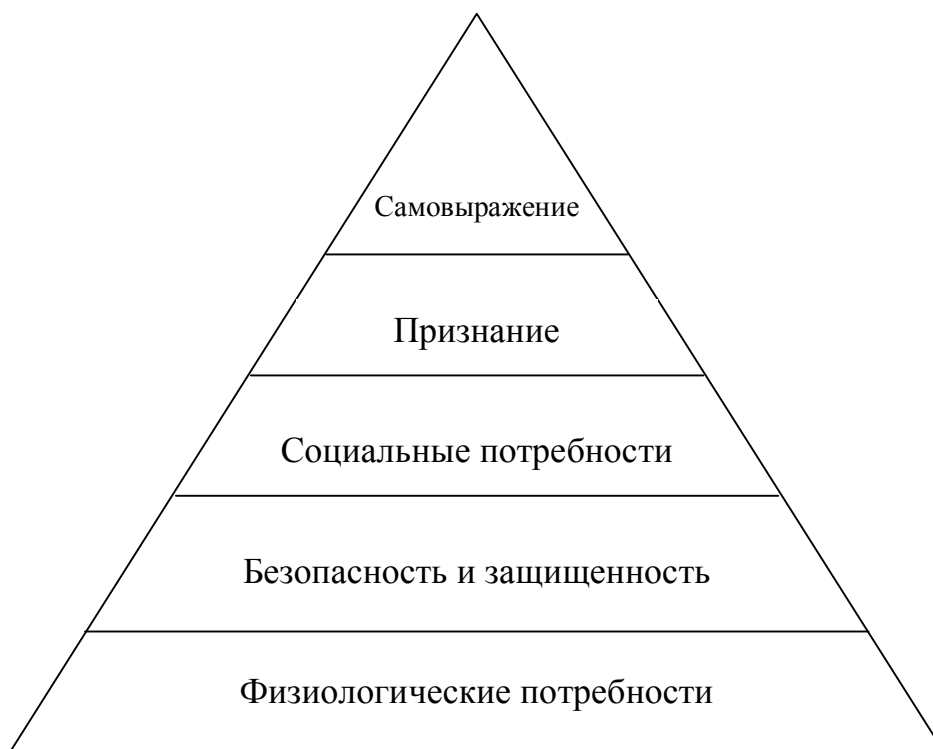 Самовыражение
Признание
Социальные потребности
Безопасность и защищенность
Физиологические потребности